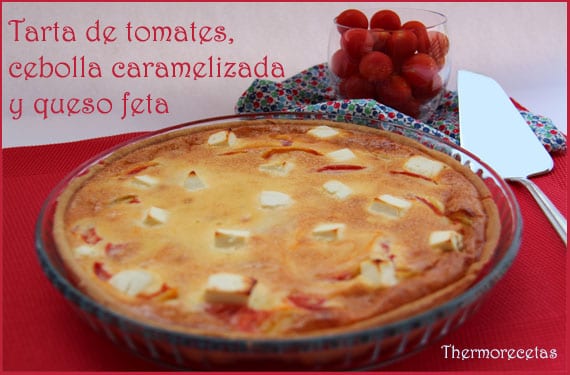 Tarta de tomates,
cebolla caramelizada
y queso feta
Thermorecetas